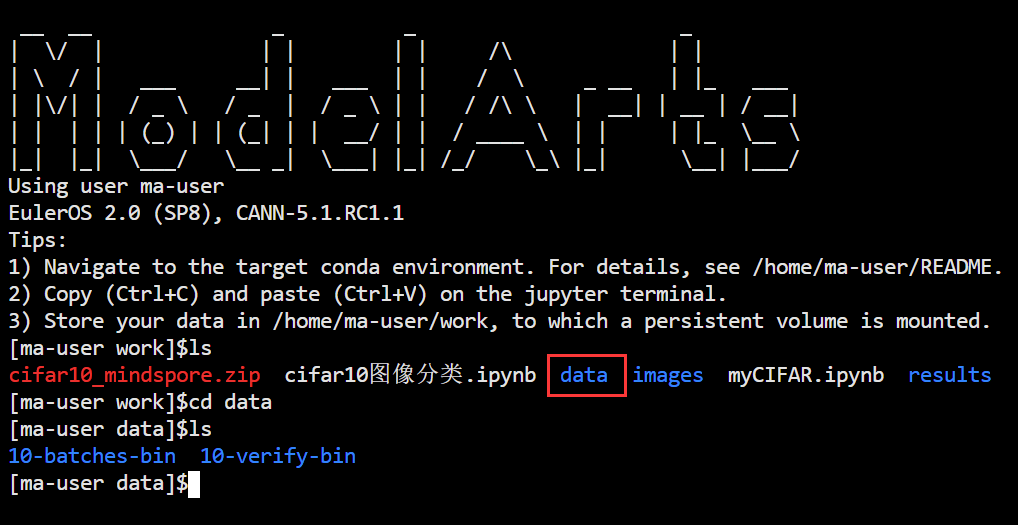 ModelArts
Using user ma-user
EulerOS 2.0 (SP8), CANN-5.1.RC1.1
Tips:
1) Navigate to the target conda environment. For details, see /home/ma-user/README.
2) Copy (Ctrl+C) and paste (Ctrl+V) on the jupyter terminal.
3) Store your data in /home/ma-user/work, to which a persistent volume is mounted.
[ma-user work]$ls
cifar10_mindspore.zip  cifar10图像分类.ipynb  data  images  myCIFAR.ipynb  results
[ma-user work]$cd data
[ma-user data]$ls
10-batches-bin  10-verify-bin
[ma-user data]$